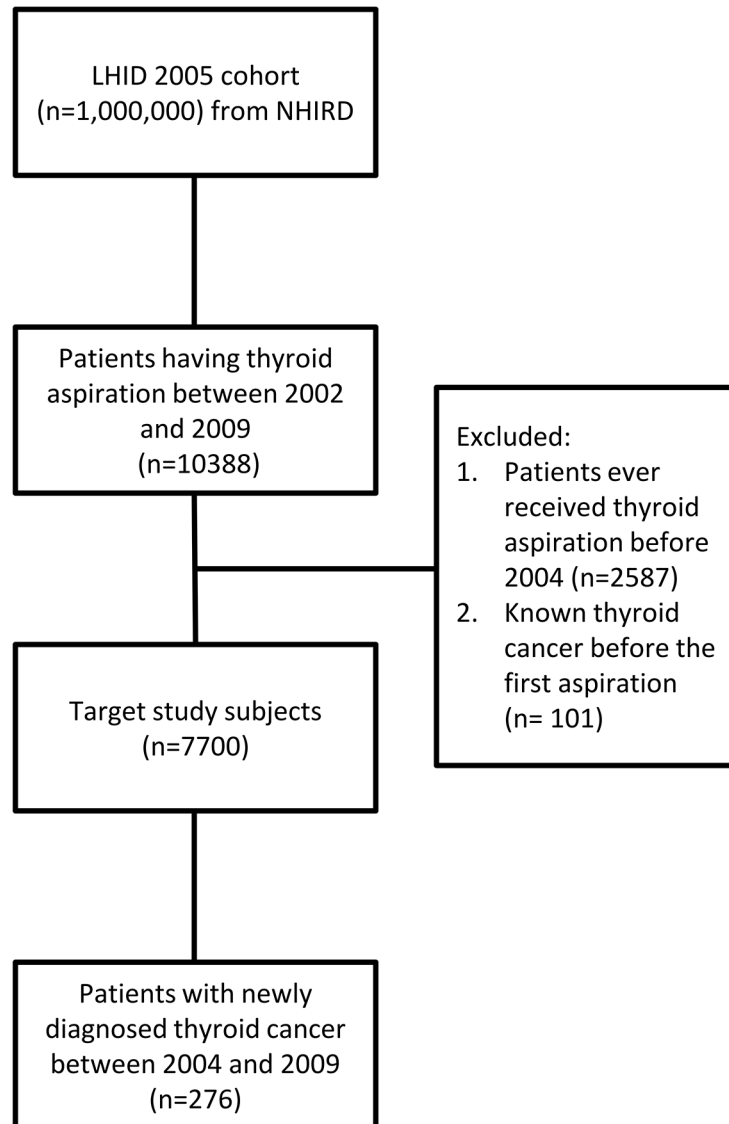 LHID 2005 cohort
(n=1,000,000) from NHIRD
Patients having thyroid
aspiration between 2002
and 2009
(n=10388)
Excluded:
1. Patients ever
received thyroid
aspiration before
2004 (n=2587)
2. Known thyroid
cancer before the
first aspiration
(n= 101)
Target study subjects
(n=7700)
Patients with newly
diagnosed thyroid cancer
between 2004 and 2009
(n=276)